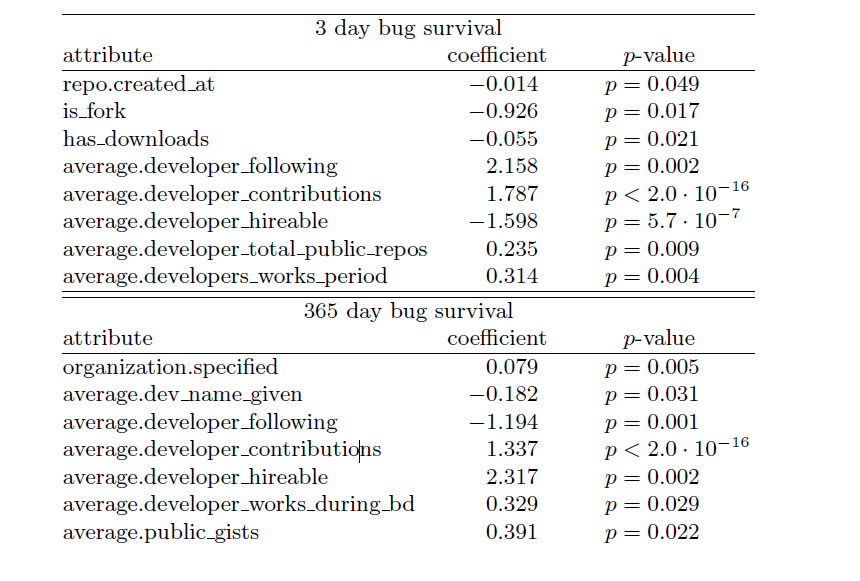 3 day bug survival
attribute coefficient p-value
repo.created_at −0.014 p = 0.049
is_fork −0.926 p = 0.017
has_downloads −0.055 p = 0.021
average.developer_following 2.158 p = 0.002
average.developer_contributions 1.787 p < 2.0 · 10⁻¹⁶
average.developer_hireable −1.598 p = 5.7 · 10⁻⁷
average.developer_total_public_repos 0.235 p = 0.009
average.developers_works_period 0.314 p = 0.004
365 day bug survival
attribute coefficient p-value
organization.specified 0.079 p = 0.005
average.dev_name_given −0.182 p = 0.031
average.developer_following −1.194 p = 0.001
average.developer_contributions 1.337 p < 2.0 · 10⁻¹⁶
average.developer_hireable 2.317 p = 0.002
average.developer_works_during_bd 0.329 p = 0.029
average.public_gists 0.391 p = 0.022